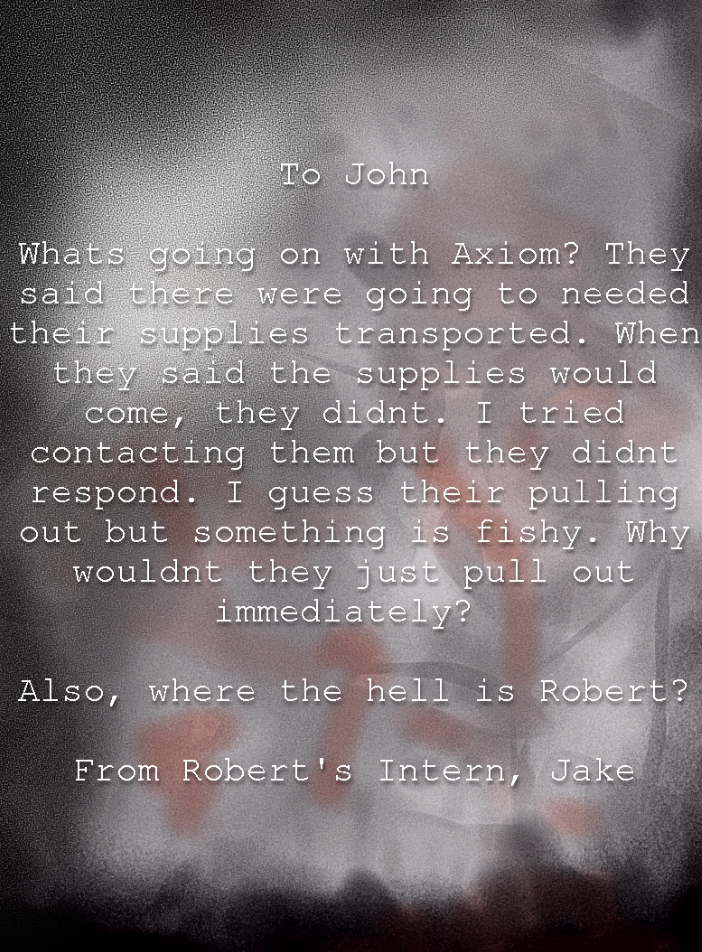 To John
Whats going on with Axiom? They
said there were going to needed
their supplies transported. When
they said the supplies would
come, they didnt. I tried
contacting them but they didnt
respond. I guess their pulling
out but something is fishy. Why
wouldnt they just pull out
immediately?
Also, where the hell is Robert?
From Robert's Intern, Jake